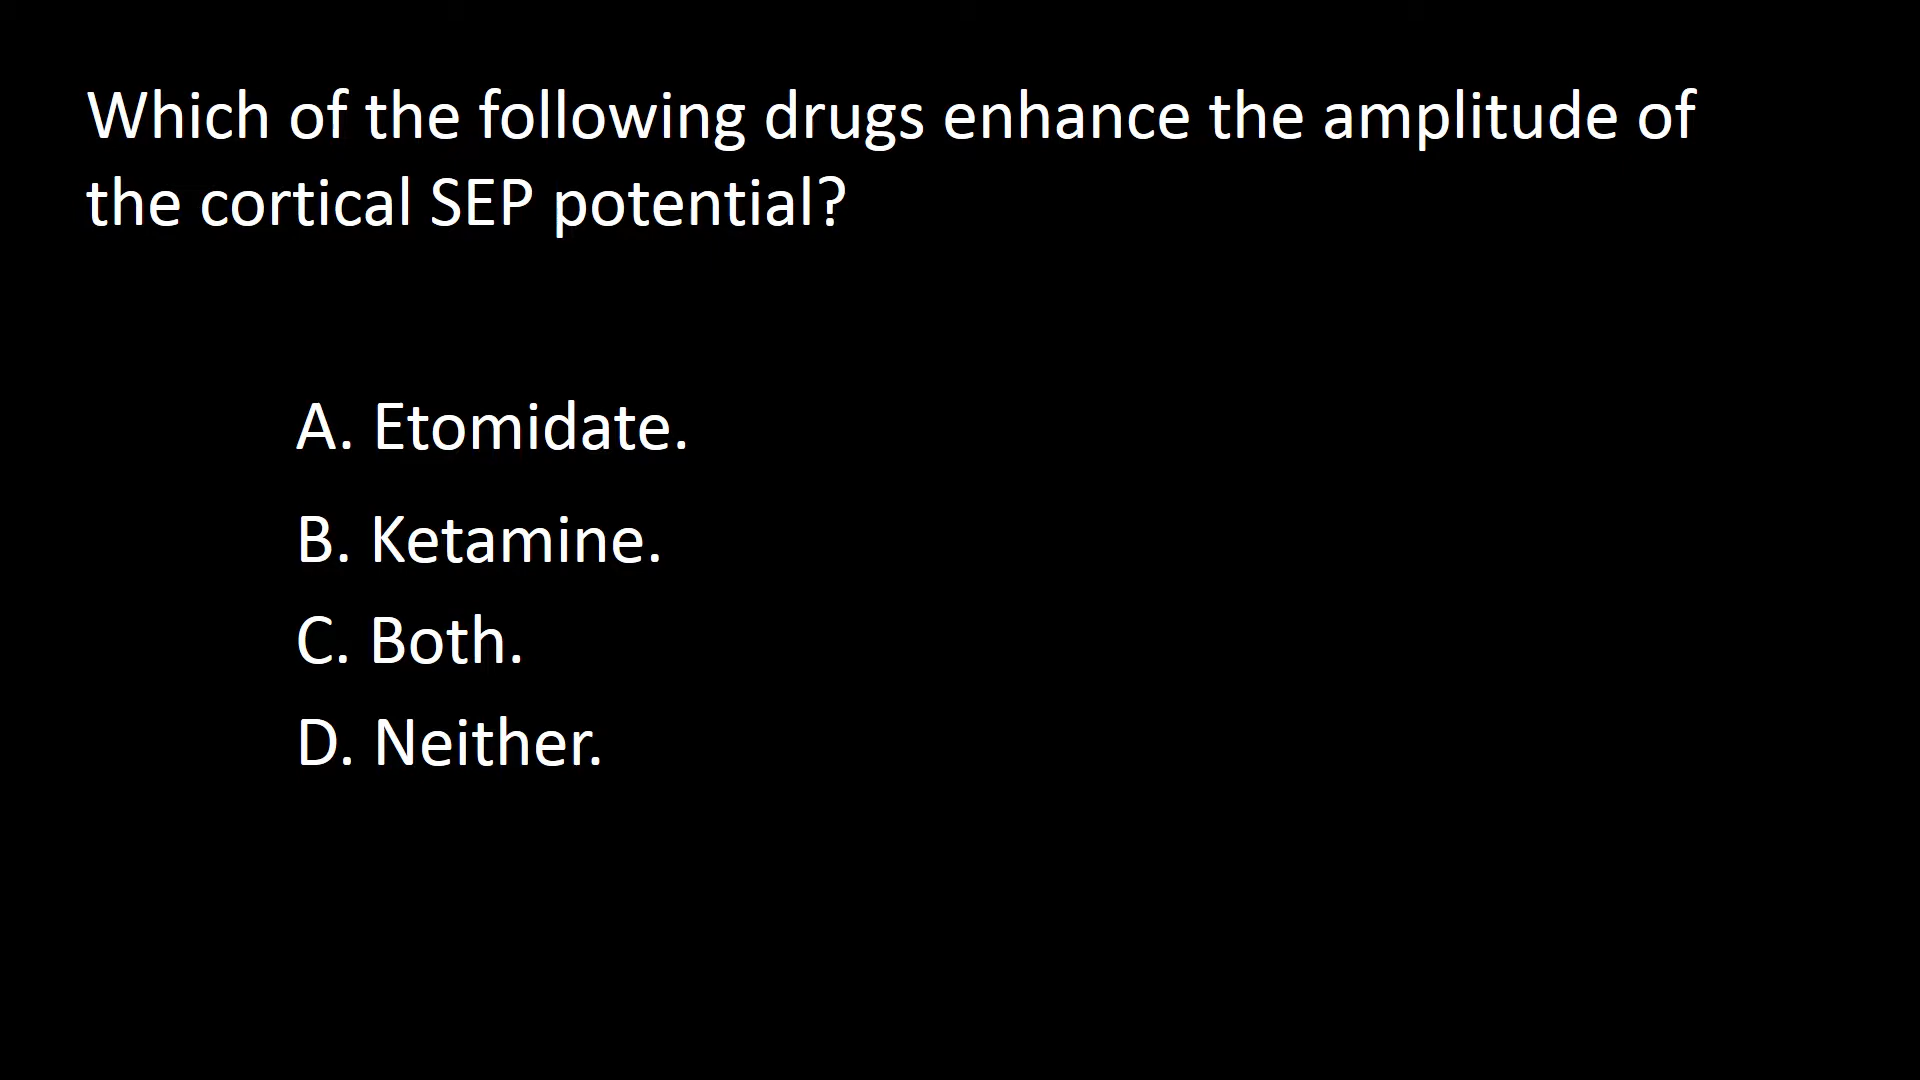 Which of the following drugs enhance the amplitude of
the cortical SEP potential?
A. Etomidate.
B. Ketamine.
C. Both.
D. Neither.